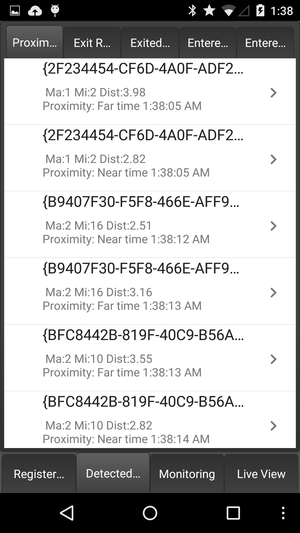 1:38
Proxim... Exit R... Exited... Entere... Entere...
{2F234454-CF6D-4A0F-ADF2...
Ma:1 Mi:2 Dist:3.98
Proximity: Far time 1:38:05 AM
{2F234454-CF6D-4A0F-ADF2...
Ma:1 Mi:2 Dist:2.82
Proximity: Near time 1:38:05 AM
{B9407F30-F5F8-466E-AFF9...
Ma:2 Mi:16 Dist:2.51
Proximity: Near time 1:38:12 AM
{B9407F30-F5F8-466E-AFF9...
Ma:2 Mi:16 Dist:3.16
Proximity: Far time 1:38:13 AM
{BFC8442B-819F-40C9-B56A...
Ma:2 Mi:10 Dist:3.55
Proximity: Far time 1:38:13 AM
{BFC8442B-819F-40C9-B56A...
Ma:2 Mi:10 Dist:2.82
Proximity: Near time 1:38:14 AM
Register... Detected... Monitoring Live View